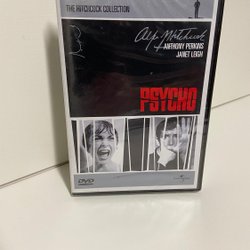 THE HITCHCOCK COLLECTION
Alfred Hitchcock
ANTHONY PERKINS
JANET LEIGH
PSYCHO
DVD